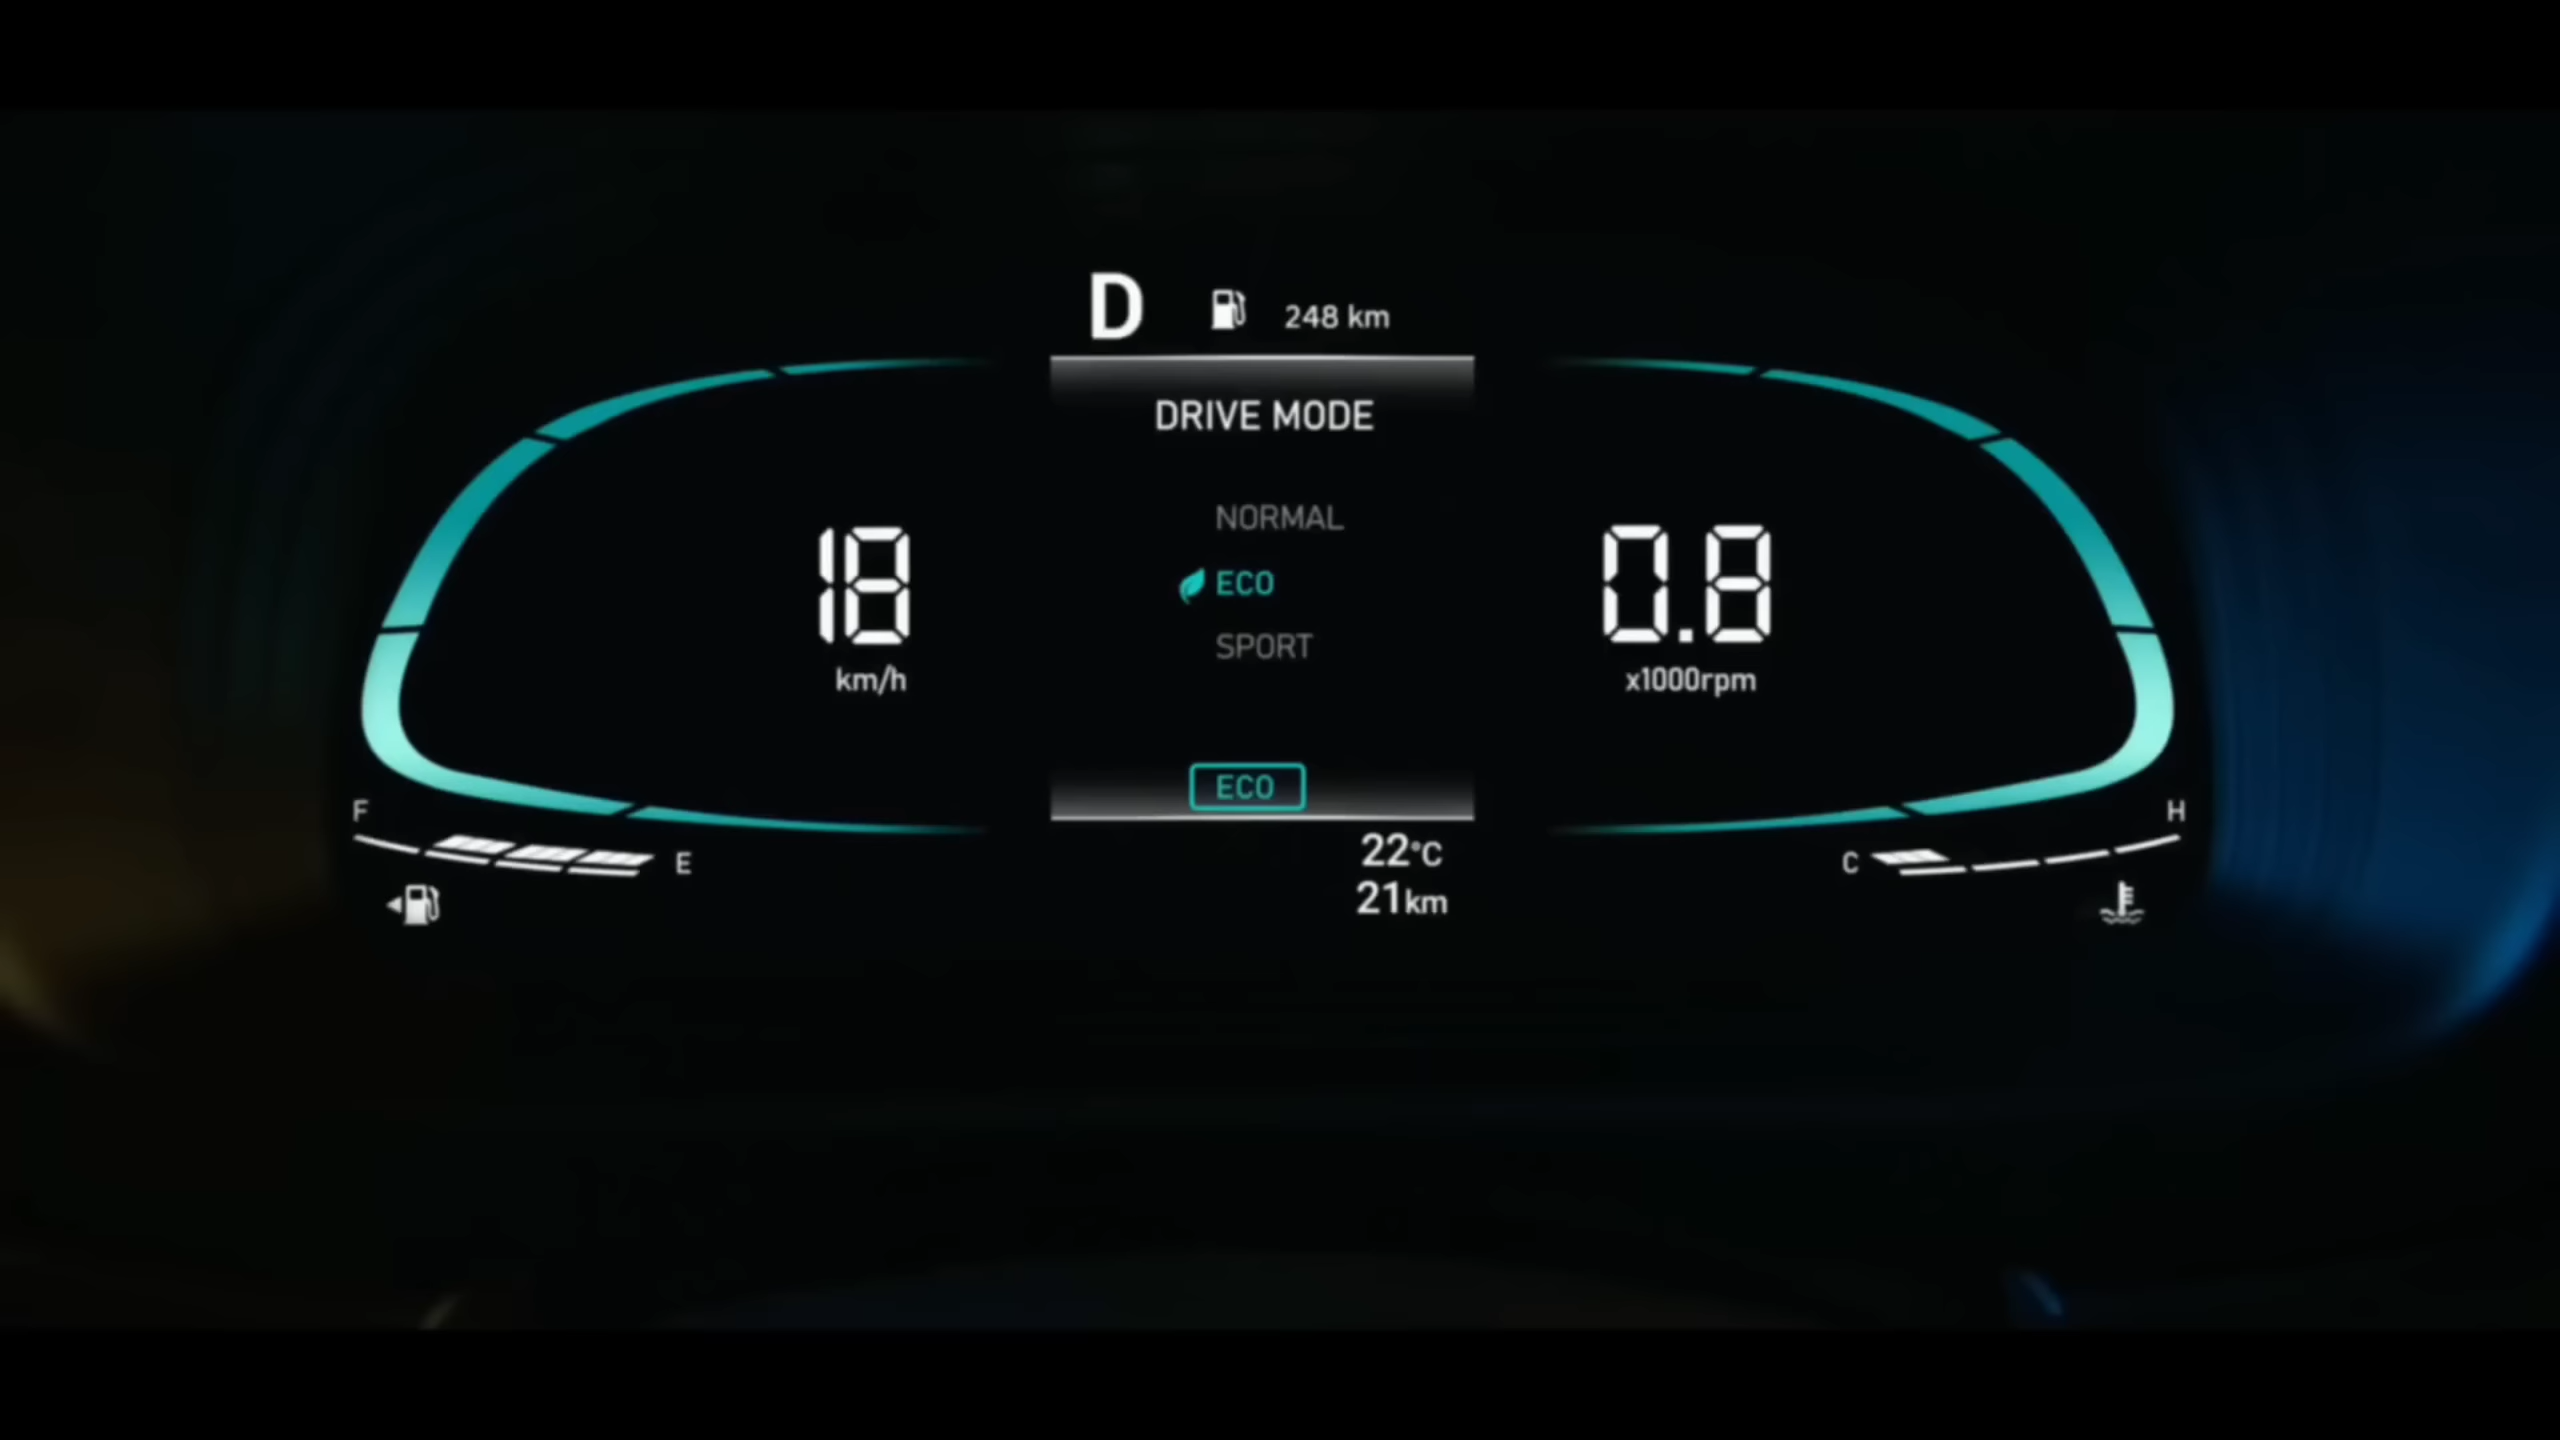 D 248 km
DRIVE MODE
NORMAL
ECO
SPORT
18
km/h
0.8
x1000rpm
ECO
F
E
C
H
22°C
21km